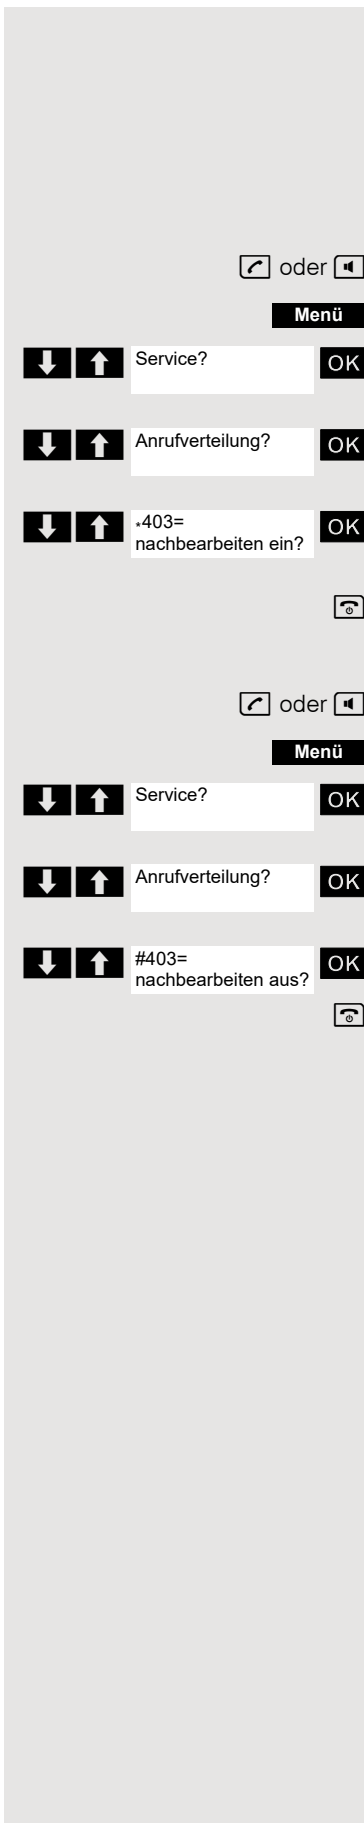 oder
Menü
Service? OK
Anrufverteilung? OK
*403=
nachbearbeiten ein? OK
oder
Menü
Service? OK
Anrufverteilung? OK
#403=
nachbearbeiten aus? OK